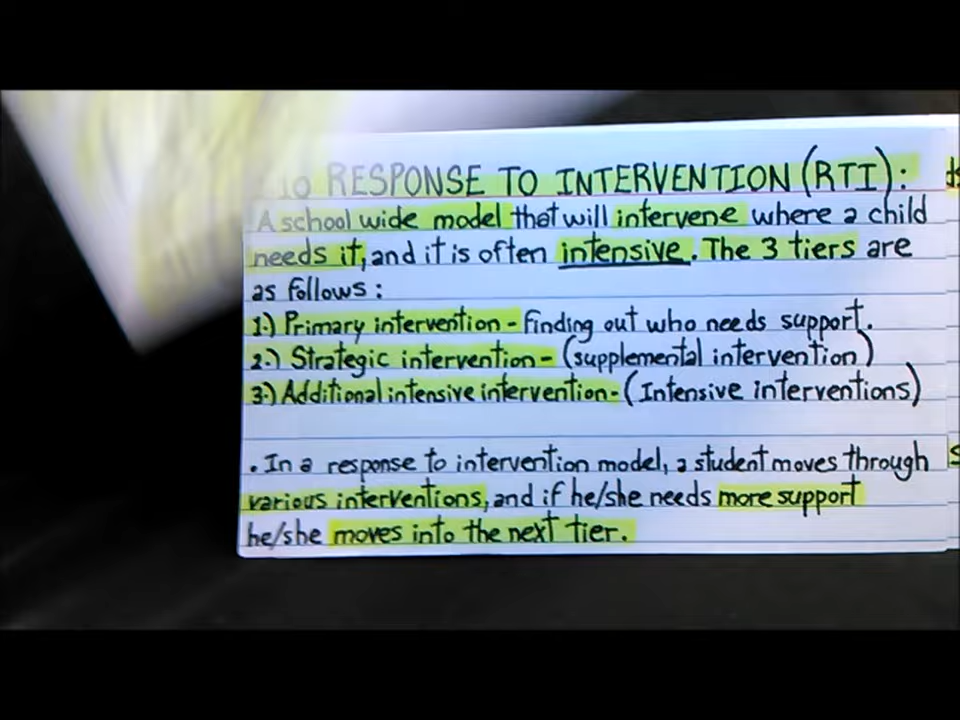 RESPONSE TO INTERVENTION (RTI):
A school wide model that will intervene where a child
needs it, and it is often intensive. The 3 tiers are
as follows:
1.) Primary intervention - Finding out who needs support.
2.) Strategic intervention - (supplemental intervention)
3.) Additional intensive intervention - (Intensive interventions)
. In a response to intervention model, a student moves through
various interventions, and if he/she needs more support
he/she moves into the next tier.